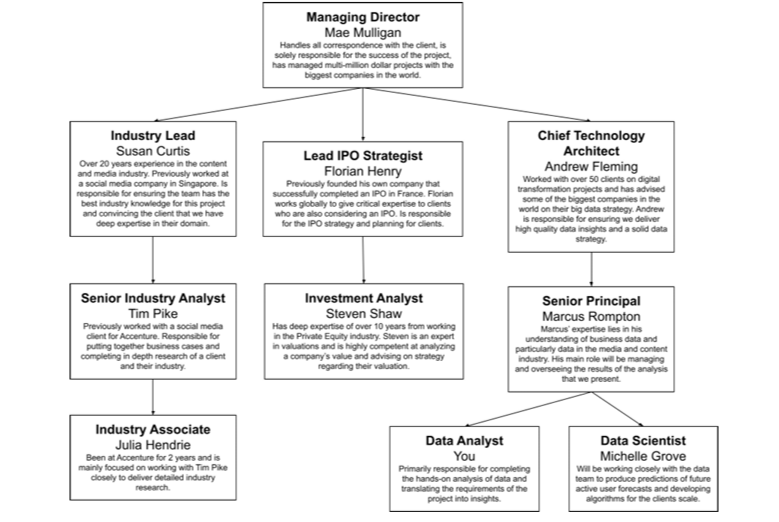 Managing Director
Mae Mulligan
Handles all correspondence with the client, is
solely responsible for the success of the project,
has managed multi-million dollar projects with the
biggest companies in the world.
Industry Lead
Susan Curtis
Over 20 years experience in the content
and media industry. Previously worked at
a social media company in Singapore. Is
responsible for ensuring the team has the
best industry knowledge for this project
and convincing the client that we have
deep expertise in their domain.
Lead IPO Strategist
Florian Henry
Previously founded his own company that
successfully completed an IPO in France. Florian
works globally to give critical expertise to clients
who are also considering an IPO. Is responsible
for the IPO strategy and planning for clients.
Chief Technology
Architect
Andrew Fleming
Worked with over 50 clients on digital
transformation projects and has advised
some of the biggest companies in the
world on their big data strategy. Andrew
is responsible for ensuring we deliver
high quality data insights and a solid data
strategy.
Senior Industry Analyst
Tim Pike
Previously worked with a social media
client for Accenture. Responsible for
putting together business cases and
completing in depth research of a client
and their industry.
Investment Analyst
Steven Shaw
Has deep expertise of over 10 years from working
in the Private Equity industry. Steven is an expert
in valuations and is highly competent at analyzing
a company's value and advising on strategy
regarding their valuation.
Senior Principal
Marcus Rompton
Marcus' expertise lies in his
understanding of business data and
particularly data in the media and content
industry. His main role will be managing
and overseeing the results of the analysis
that we present.
Industry Associate
Julia Hendrie
Been at Accenture for 2 years and is
mainly focused on working with Tim Pike
closely to deliver detailed industry
research.
Data Analyst
You
Primarily responsible for completing
the hands-on analysis of data and
translating the requirements of the
project into insights.
Data Scientist
Michelle Grove
Will be working closely with the data
team to produce predictions of future
active user forecasts and developing
algorithms for the clients scale.